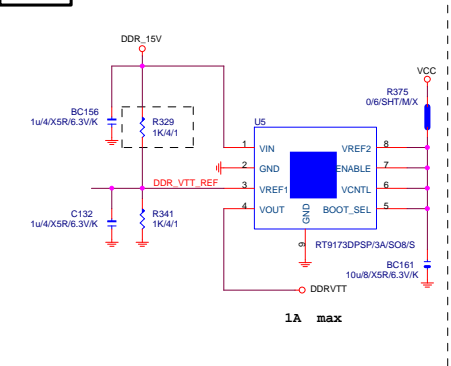 DDR_15V
VCC
R375
0/6/SHT/M/X
BC156
1u/4/X5R/6.3V/K
R329
1K/4/1
U5
1 VIN VREF2 8
2 GND ENABLE 7
DDR_VTT_REF
3 VREF1 VCNTL 6
4 VOUT BOOT_SEL 5
GND
9
C132
1u/4/X5R/6.3V/K
R341
1K/4/1
RT9173DPSP/3A/SO8/S
BC161
10u/8/X5R/6.3V/K
DDRVTT
1A max